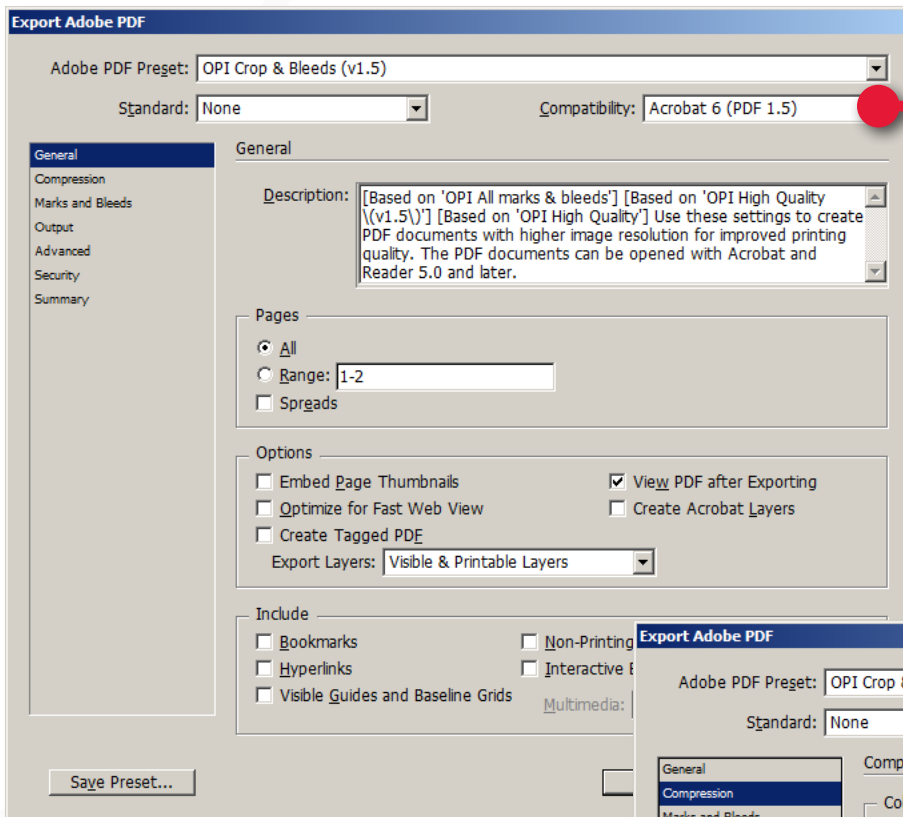 Export Adobe PDF
Adobe PDF Preset: OPI Crop & Bleeds (v1.5)
Standard: None Compatibility: Acrobat 6 (PDF 1.5)
General
Compression
Marks and Bleeds
Output
Advanced
Security
Summary
General
Description: [Based on 'OPI All marks & bleeds'] [Based on 'OPI High Quality
\(v1.5\)'] [Based on 'OPI High Quality'] Use these settings to create
PDF documents with higher image resolution for improved printing
quality. The PDF documents can be opened with Acrobat and
Reader 5.0 and later.
Pages
All
Range: 1-2
Spreads
Options
Embed Page Thumbnails View PDF after Exporting
Optimize for Fast Web View Create Acrobat Layers
Create Tagged PDF
Export Layers: Visible & Printable Layers
Include
Bookmarks Non-Printing
Hyperlinks Interactive
Visible Guides and Baseline Grids Multimedia:
Save Preset...
Export Adobe PDF
Adobe PDF Preset: OPI Crop
Standard: None
General
Compression
Marks and Bleeds